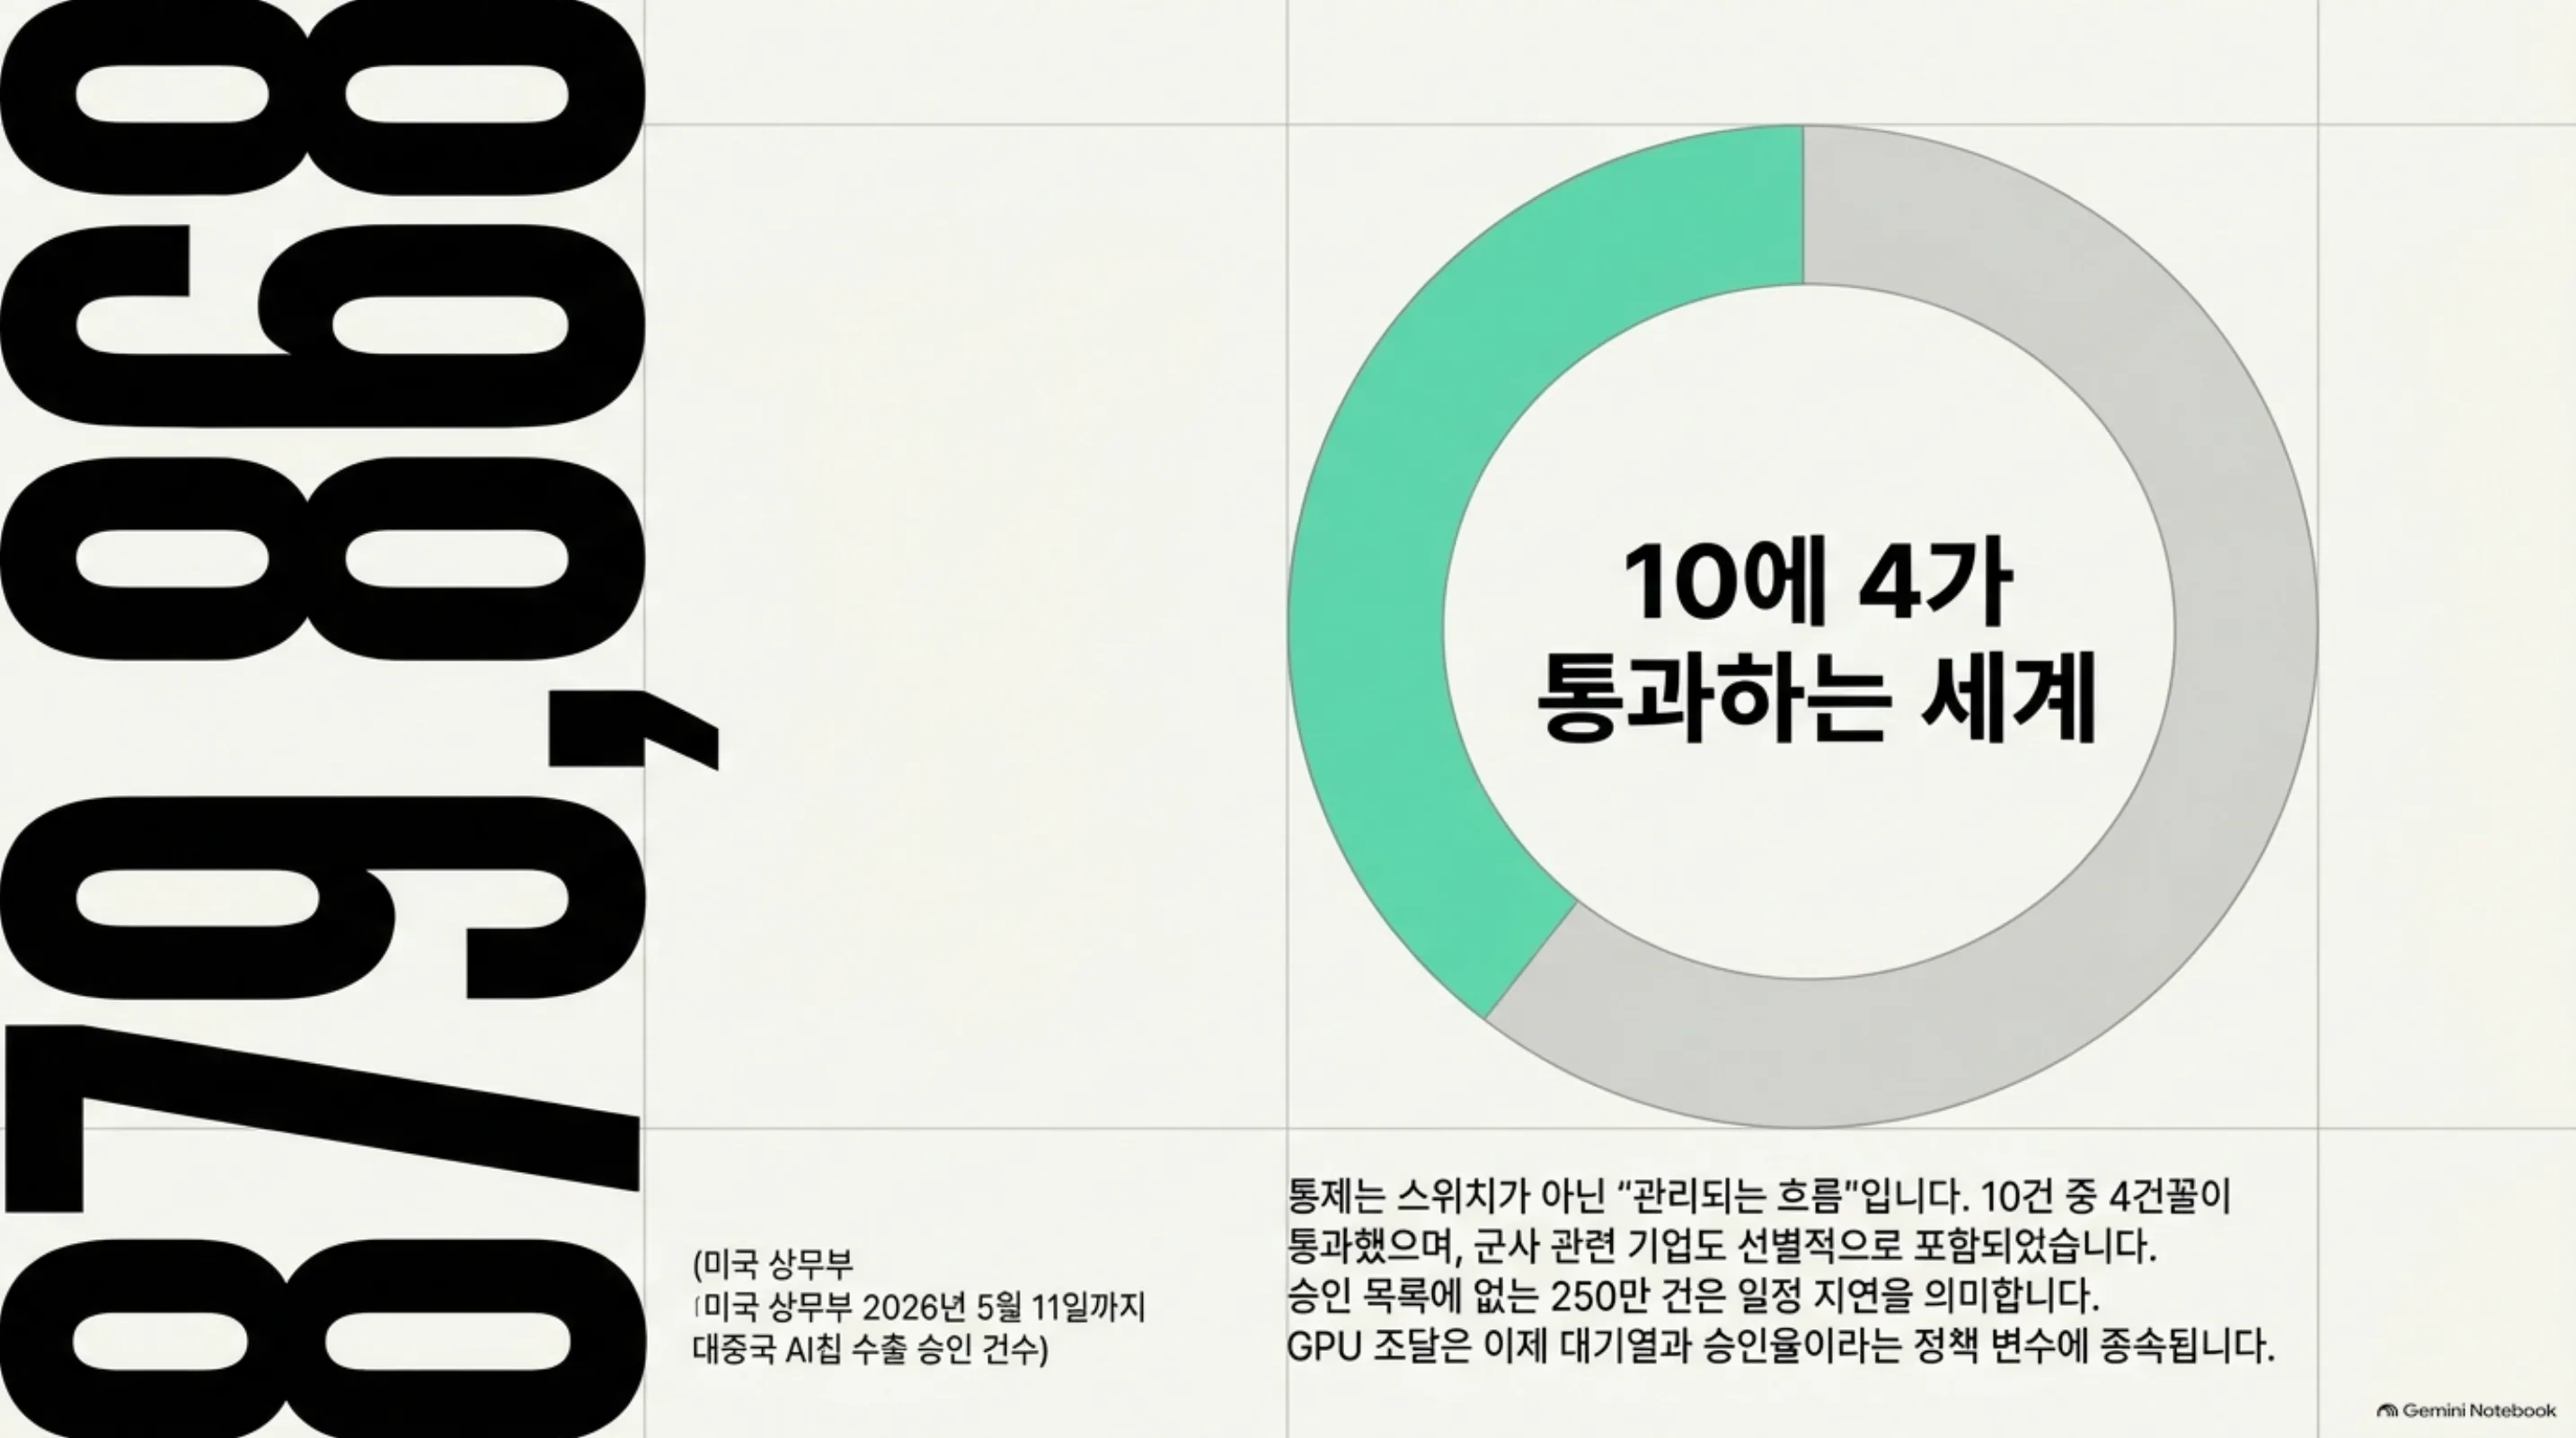 879,868
10에 4가
통과하는 세계
(미국 상무부
(미국 상무부 2026년 5월 11일까지
대중국 AI칩 수출 승인 건수)
통제는 스위치가 아닌 “관리되는 흐름”입니다. 10건 중 4건꼴이
통과했으며, 군사 관련 기업도 선별적으로 포함되었습니다.
승인 목록에 없는 250만 건은 일정 지연을 의미합니다.
GPU 조달은 이제 대기열과 승인율이라는 정책 변수에 종속됩니다.
Gemini Notebook